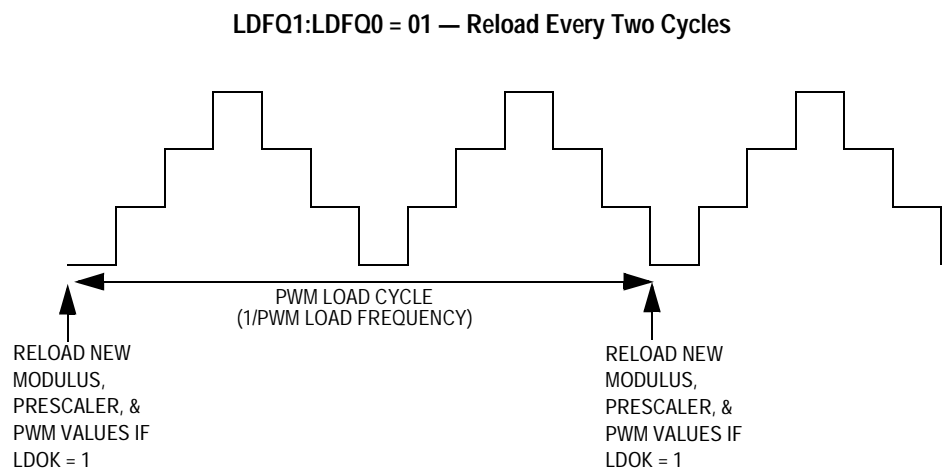 LDFQ1:LDFQ0 = 01 — Reload Every Two Cycles
PWM LOAD CYCLE
(1/PWM LOAD FREQUENCY)
RELOAD NEW
MODULUS,
PRESCALER, &
PWM VALUES IF
LDOK = 1
RELOAD NEW
MODULUS,
PRESCALER, &
PWM VALUES IF
LDOK = 1